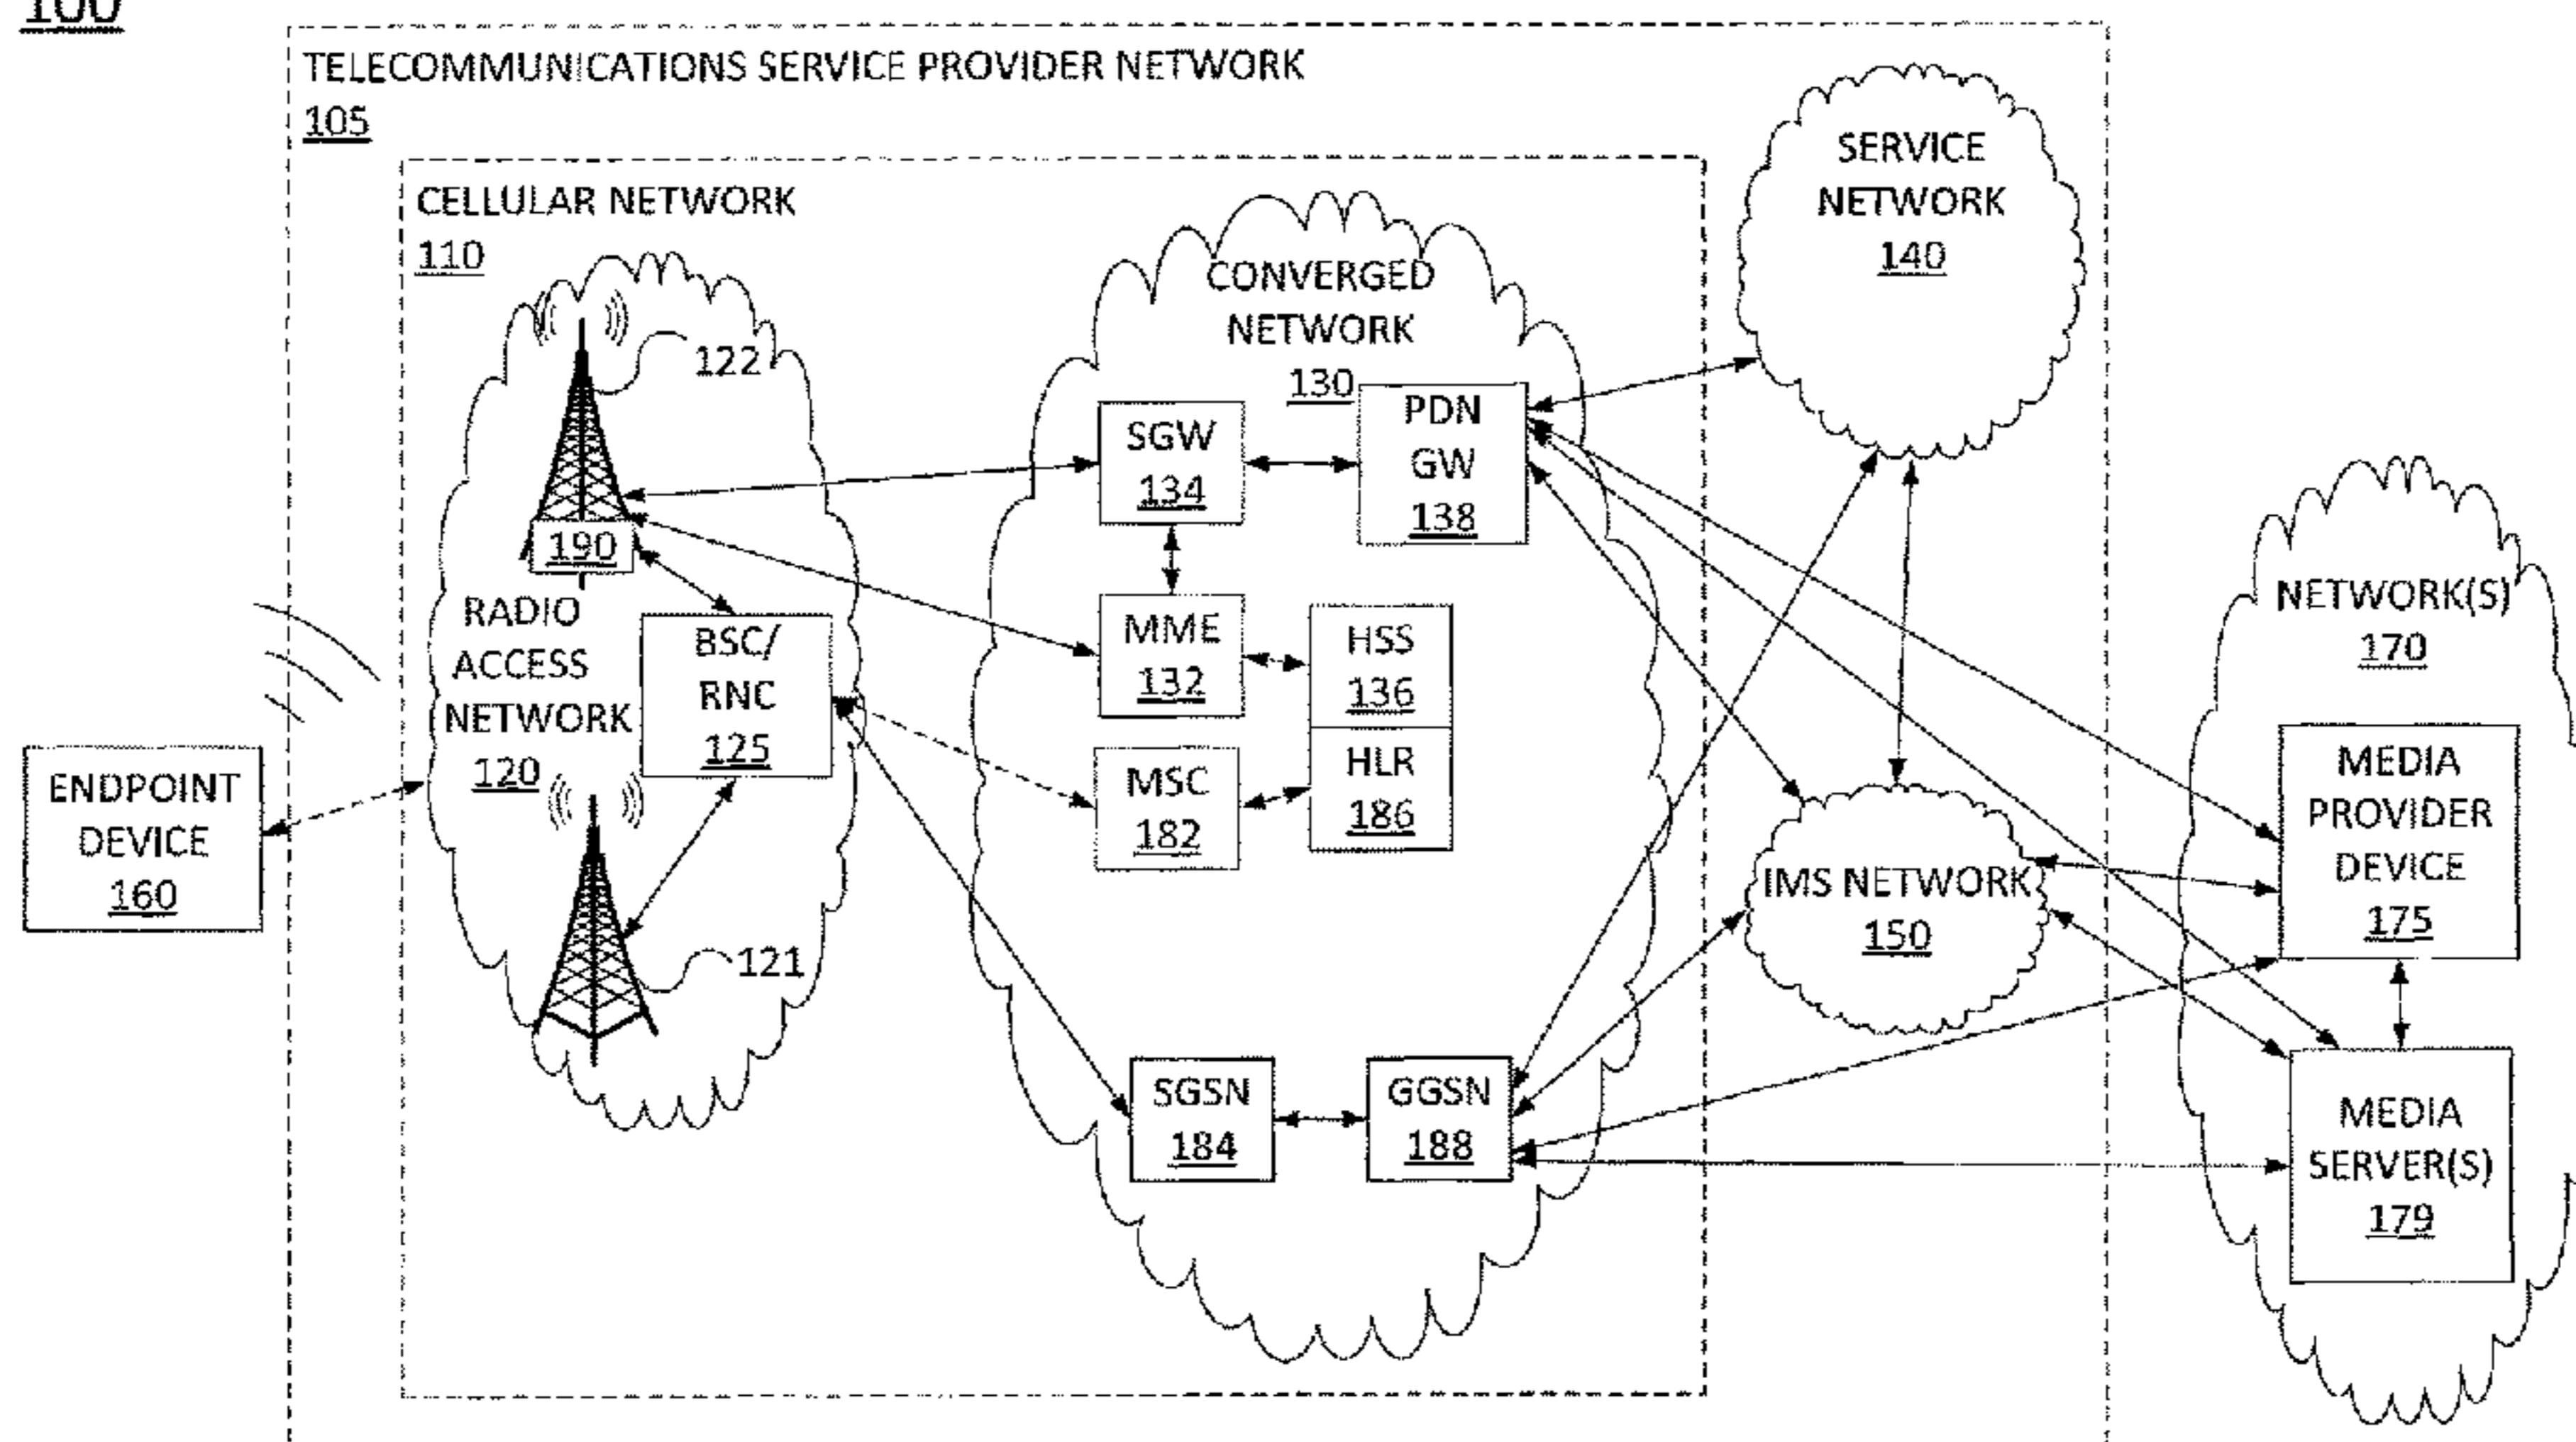 100
TELECOMMUNICATIONS SERVICE PROVIDER NETWORK
105
CELLULAR NETWORK
110
SERVICE
NETWORK
140
CONVERGED
NETWORK
130
122
190
RADIO
ACCESS
NETWORK
120
BSC/
RNC
125
121
ENDPOINT
DEVICE
160
SGW
134
PDN
GW
138
MME
132
HSS
136
MSC
182
HLR
186
SGSN
184
GGSN
188
IMS NETWORK
150
NETWORK(S)
170
MEDIA
PROVIDER
DEVICE
175
MEDIA
SERVER(S)
179